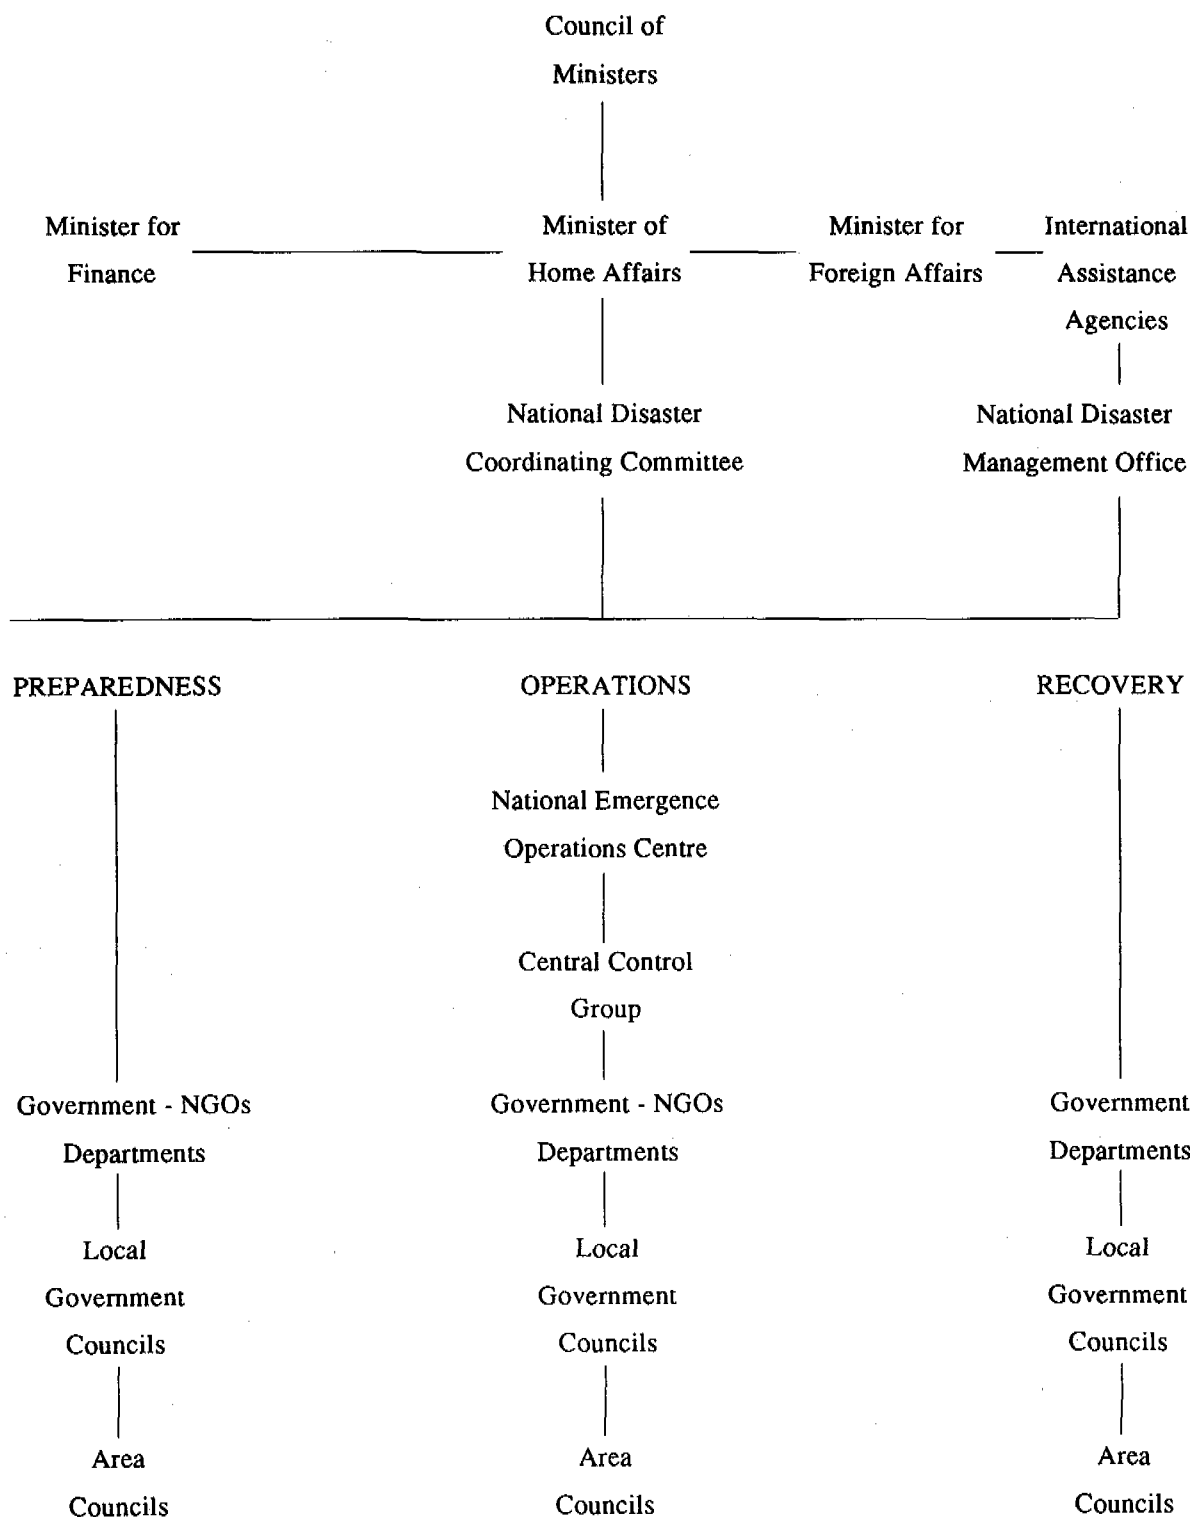 Council of
Ministers
Minister for
Finance
Minister of
Home Affairs
Minister for
Foreign Affairs
International
Assistance
Agencies
National Disaster
Coordinating Committee
National Disaster
Management Office
PREPAREDNESS
OPERATIONS
RECOVERY
National Emergence
Operations Centre
Central Control
Group
Government - NGOs
Departments
Government - NGOs
Departments
Government
Departments
Local
Government
Councils
Local
Government
Councils
Local
Government
Councils
Area
Councils
Area
Councils
Area
Councils